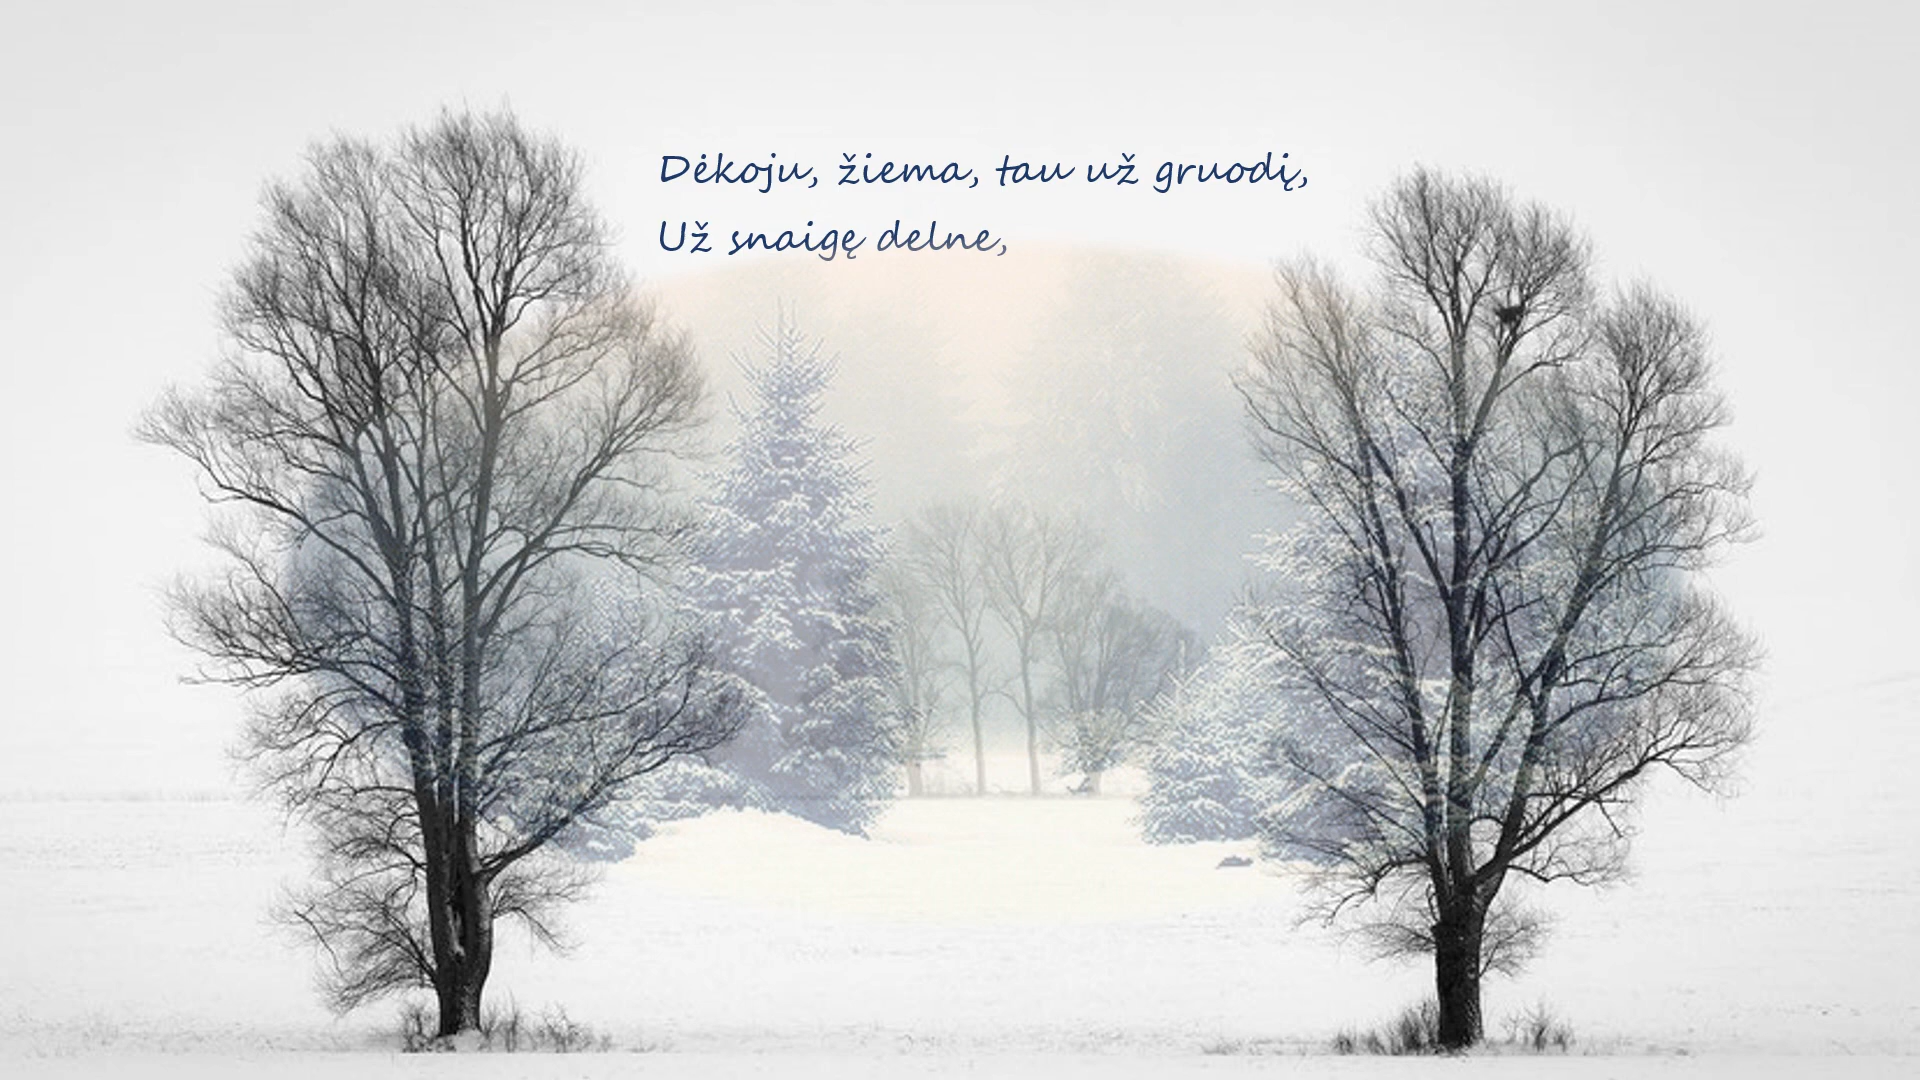 Dėkoju, žiema, tau už gruodį,
Už snaigę delne,